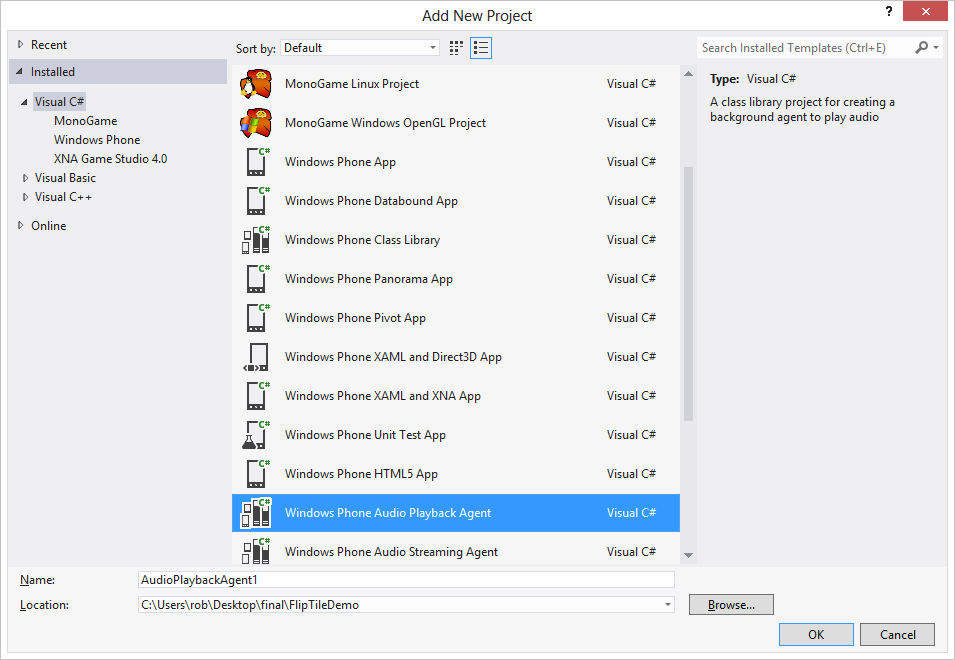 Add New Project
?
Recent
Installed
Visual C#
MonoGame
Windows Phone
XNA Game Studio 4.0
Visual Basic
Visual C++
Online
Sort by: Default
MonoGame Linux Project Visual C#
MonoGame Windows OpenGL Project Visual C#
C# Windows Phone App Visual C#
C# Windows Phone Databound App Visual C#
C# Windows Phone Class Library Visual C#
C# Windows Phone Panorama App Visual C#
C# Windows Phone Pivot App Visual C#
Windows Phone XAML and Direct3D App Visual C#
C# Windows Phone XAML and XNA App Visual C#
C# Windows Phone Unit Test App Visual C#
C# Windows Phone HTML5 App Visual C#
C# Windows Phone Audio Playback Agent Visual C#
C# Windows Phone Audio Streaming Agent Visual C#
Search Installed Templates (Ctrl+E)
Type: Visual C#
A class library project for creating a
background agent to play audio
Name: AudioPlaybackAgent1
Location: C:\Users\rob\Desktop\final\FlipTileDemo
Browse...
OK Cancel